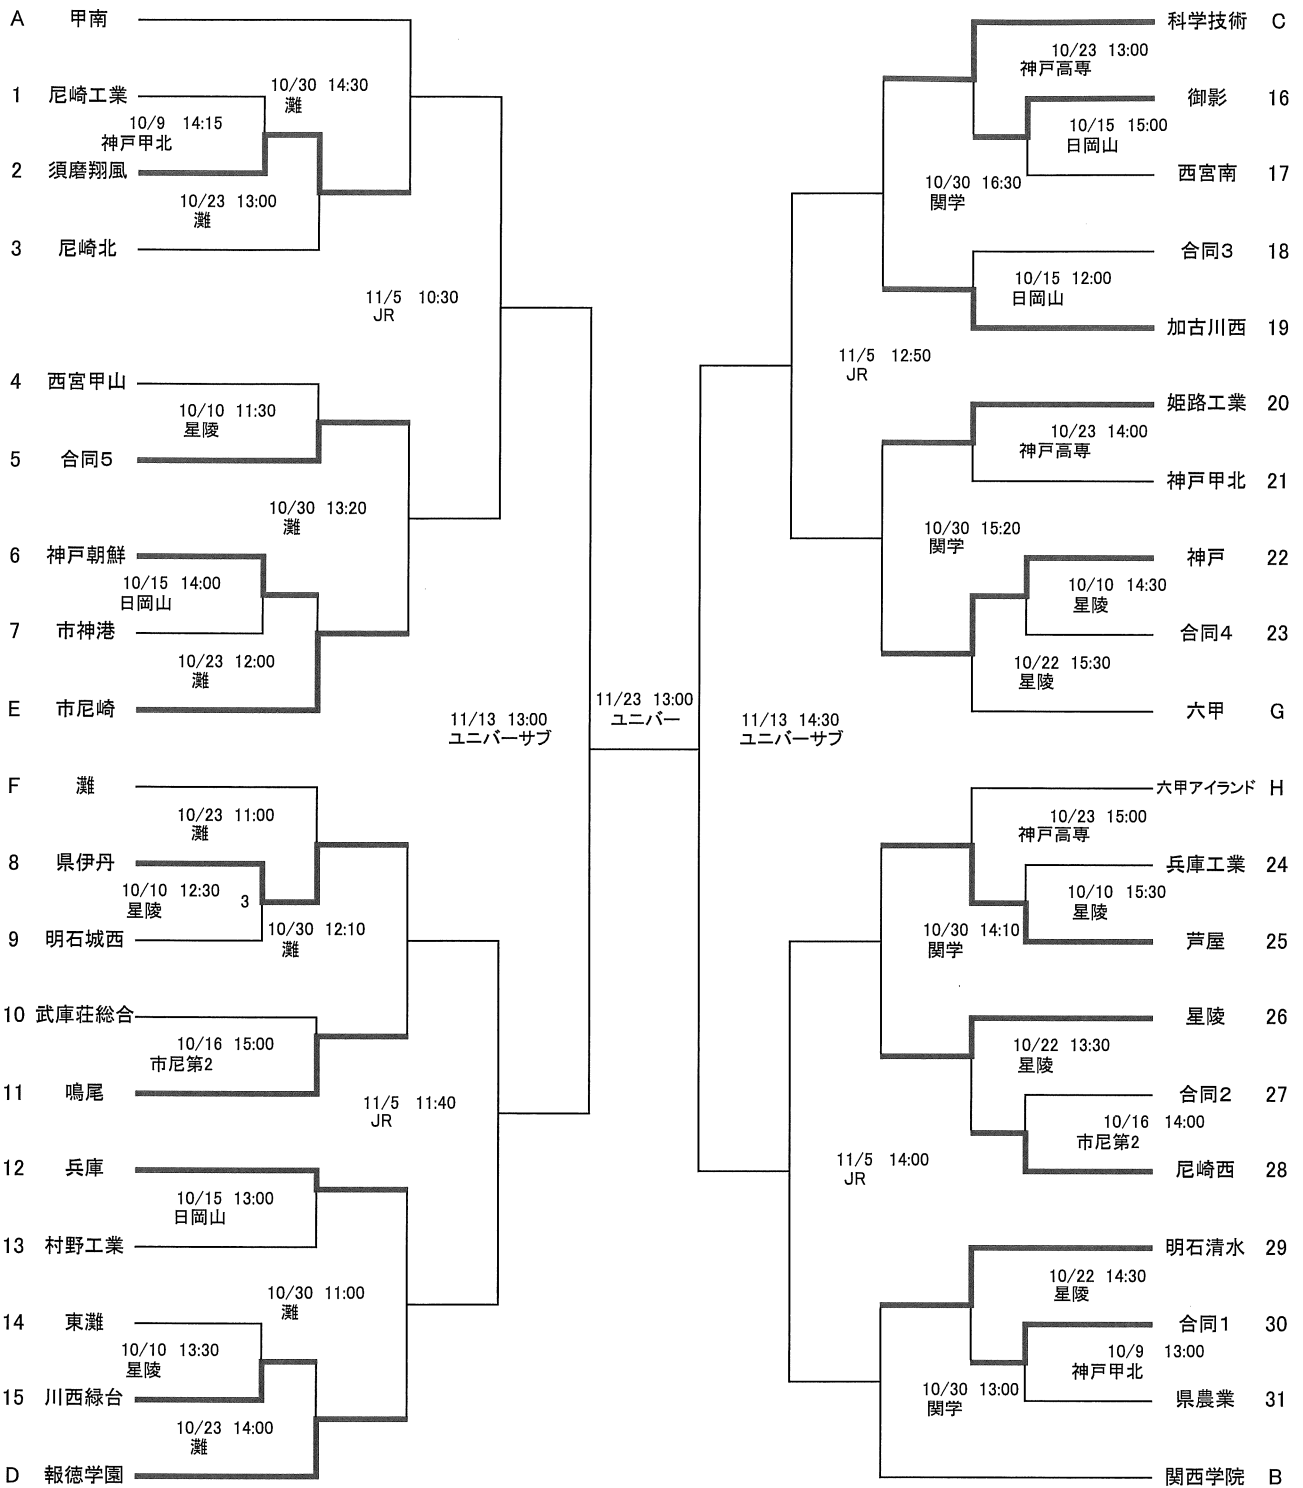 A 甲南
10/30 14:30
灘
1 尼崎工業
10/9 14:15
神戸甲北
2 須磨翔風
10/23 13:00
灘
3 尼崎北
11/5 10:30
JR
4 西宮甲山
10/10 11:30
星陵
5 合同5
10/30 13:20
灘
6 神戸朝鮮
10/15 14:00
日岡山
7 市神港
10/23 12:00
灘
E 市尼崎
11/13 13:00
ユニバーサブ
F 灘
10/23 11:00
灘
8 県伊丹
10/10 12:30
星陵
3
9 明石城西
10/30 12:10
灘
10 武庫荘総合
10/16 15:00
市尼第2
11 鳴尾
11/5 11:40
JR
12 兵庫
10/15 13:00
日岡山
13 村野工業
10/30 11:00
灘
14 東灘
10/10 13:30
星陵
15 川西緑台
10/23 14:00
灘
D 報徳学園
11/23 13:00
ユニバー
科学技術 C
10/23 13:00
神戸高専
御影 16
10/15 15:00
日岡山
西宮南 17
10/30 16:30
関学
合同3 18
10/15 12:00
日岡山
加古川西 19
11/5 12:50
JR
姫路工業 20
10/23 14:00
神戸高専
神戸甲北 21
10/30 15:20
関学
神戸 22
10/10 14:30
星陵
合同4 23
10/22 15:30
星陵
六甲 G
11/13 14:30
ユニバーサブ
六甲アイランド H
10/23 15:00
神戸高専
兵庫工業 24
10/10 15:30
星陵
芦屋 25
10/30 14:10
関学
星陵 26
10/22 13:30
星陵
合同2 27
10/16 14:00
市尼第2
尼崎西 28
11/5 14:00
JR
明石清水 29
10/22 14:30
星陵
合同1 30
10/9 13:00
神戸甲北
県農業 31
10/30 13:00
関学
関西学院 B